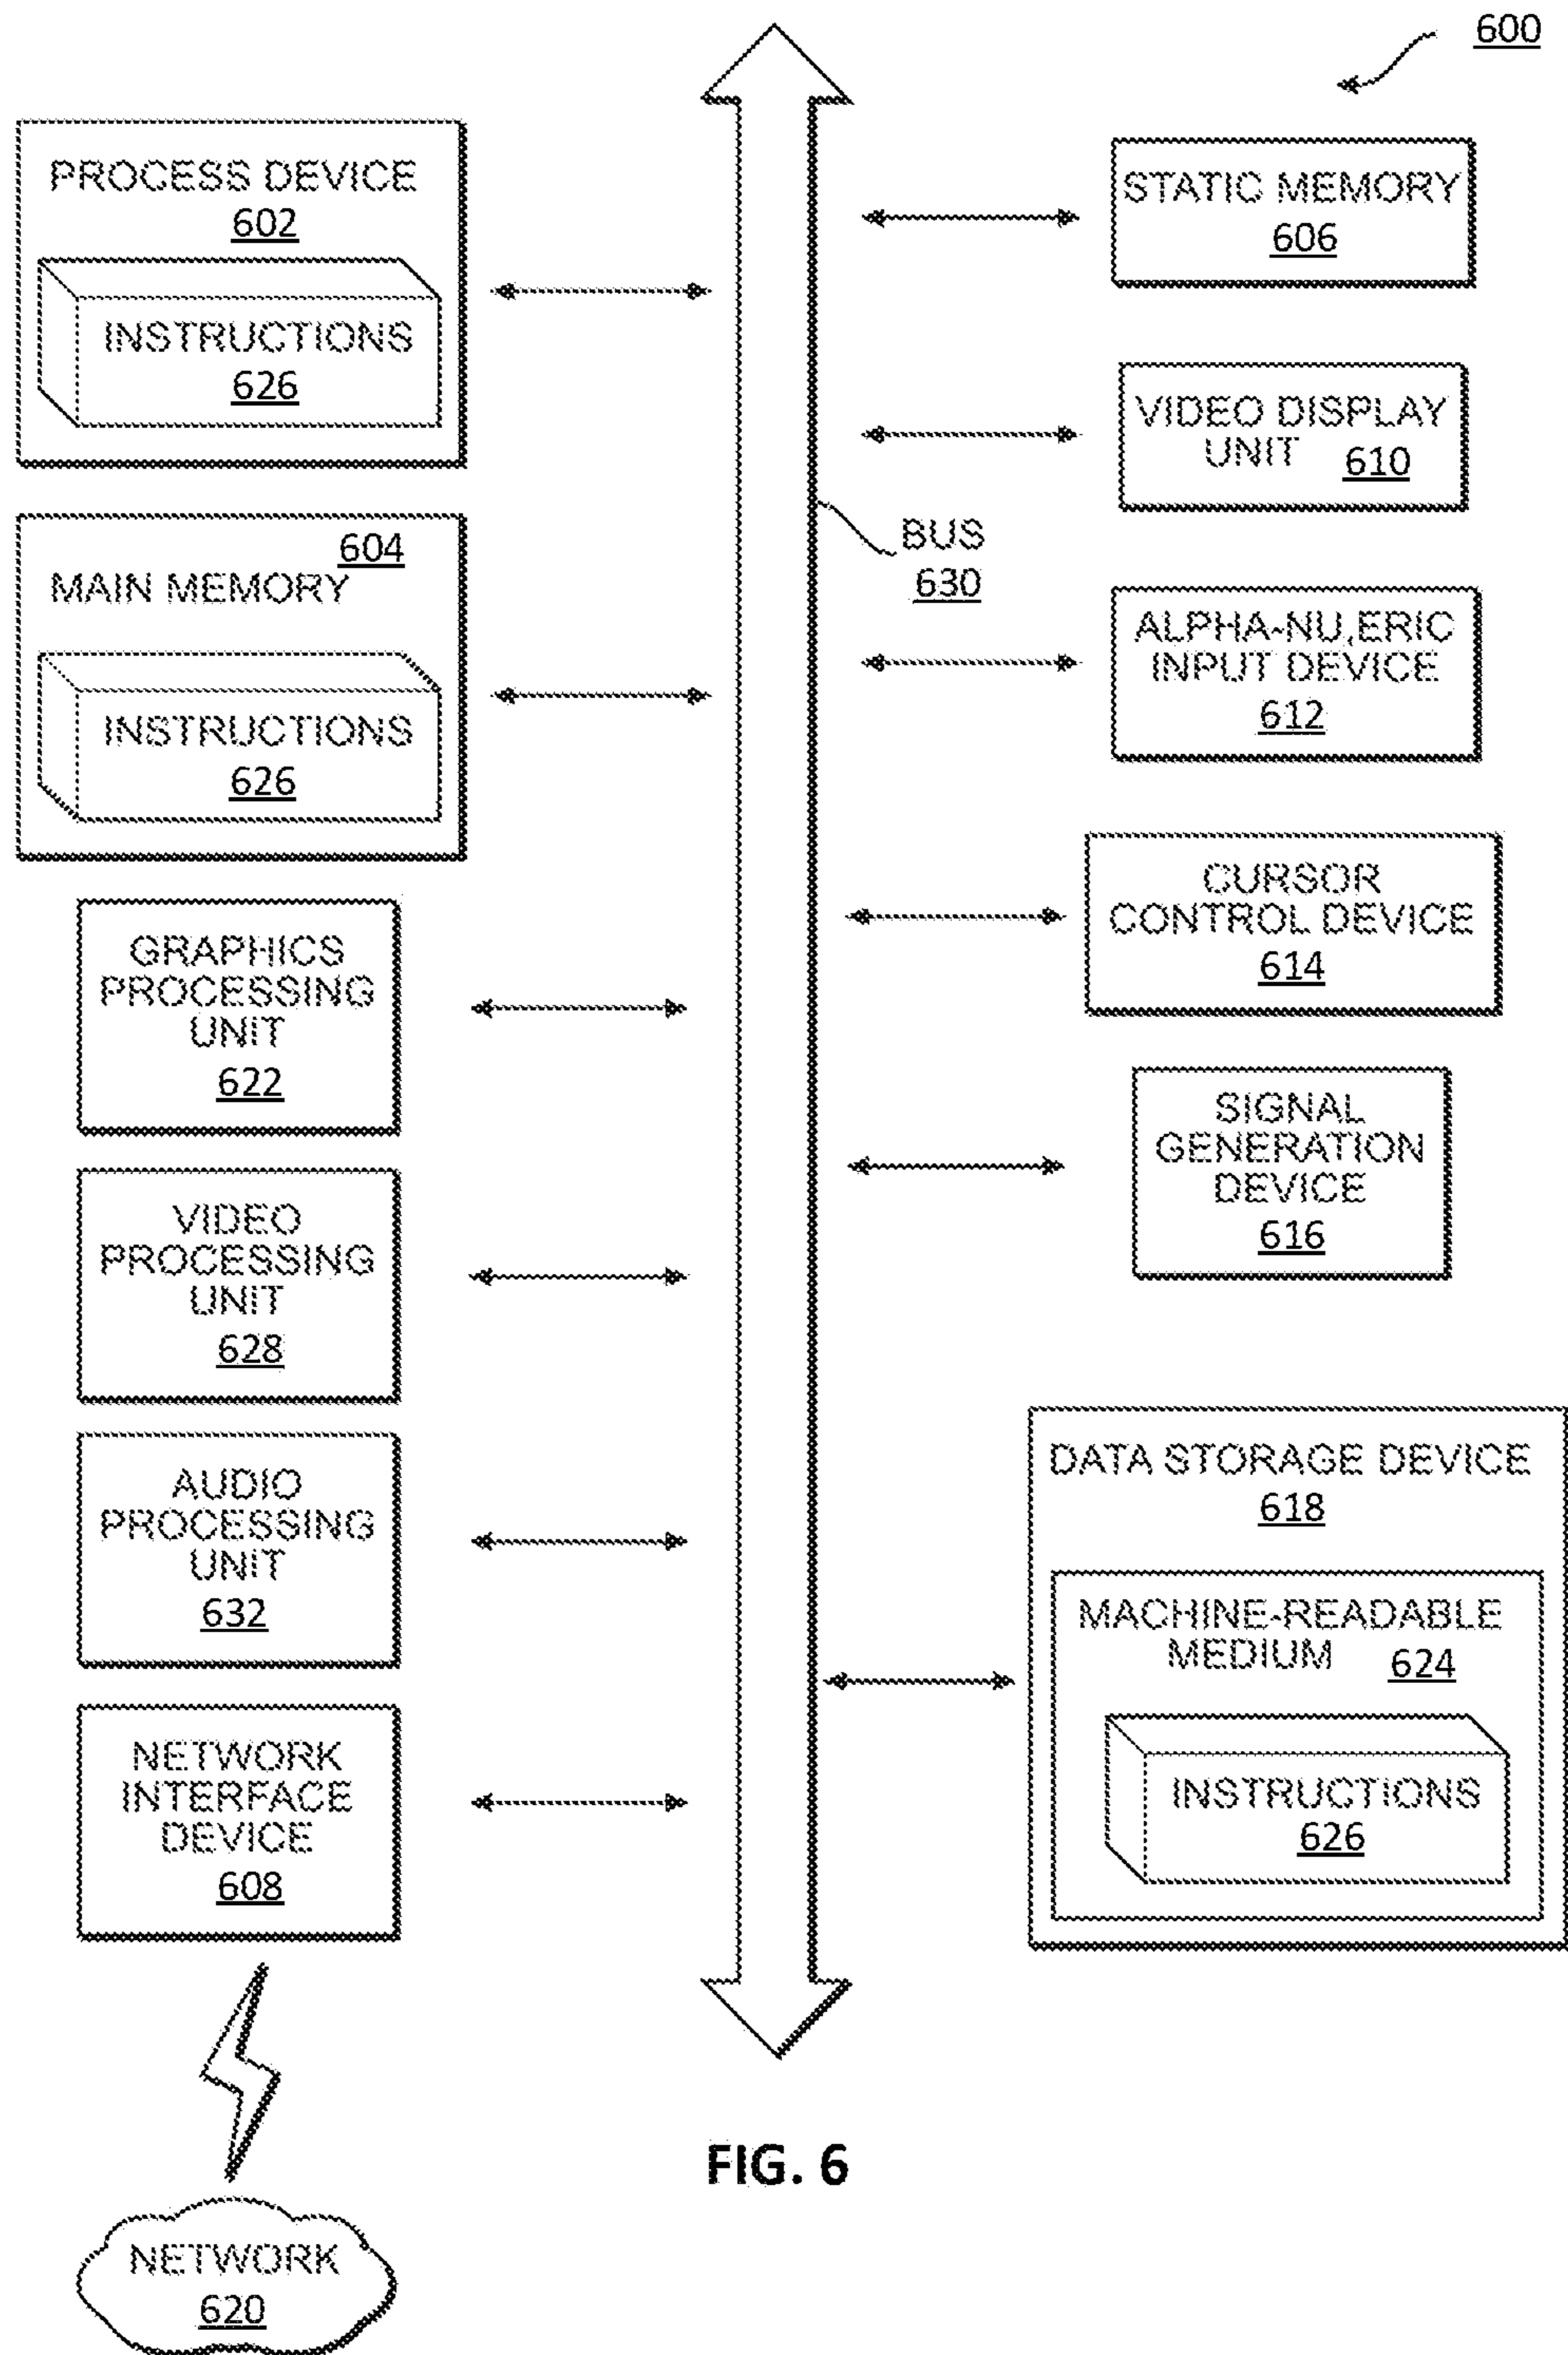 600
PROCESS DEVICE
602
INSTRUCTIONS
626
MAIN MEMORY
604
INSTRUCTIONS
626
GRAPHICS
PROCESSING
UNIT
622
VIDEO
PROCESSING
UNIT
628
AUDIO
PROCESSING
UNIT
632
NETWORK
INTERFACE
DEVICE
608
NETWORK
620
BUS
630
STATIC MEMORY
606
VIDEO DISPLAY
UNIT 610
ALPHA-NU,ERIC
INPUT DEVICE
612
CURSOR
CONTROL DEVICE
614
SIGNAL
GENERATION
DEVICE
616
DATA STORAGE DEVICE
618
MACHINE-READABLE
MEDIUM 624
INSTRUCTIONS
626
FIG. 6